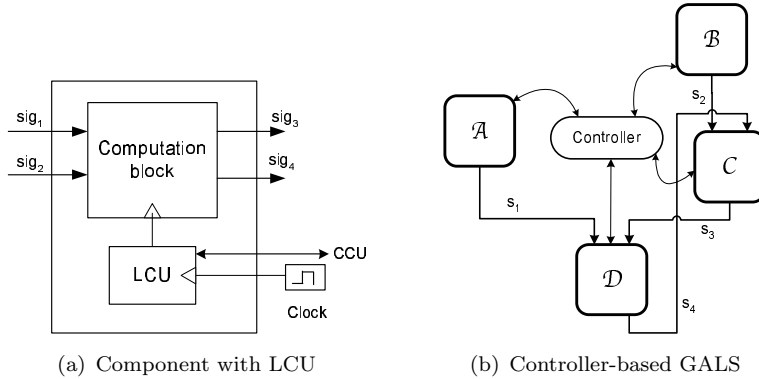 sig1
sig2
Computation
block
sig3
sig4
LCU
CCU
Clock
(a) Component with LCU
A
B
Controller
C
D
s1
s2
s3
s4
(b) Controller-based GALS